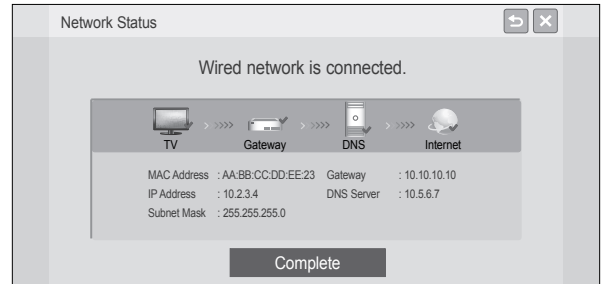 Network Status
Wired network is connected.
TV Gateway DNS Internet
MAC Address : AA:BB:CC:DD:EE:23 Gateway : 10.10.10.10
IP Address : 10.2.3.4 DNS Server : 10.5.6.7
Subnet Mask : 255.255.255.0
Complete